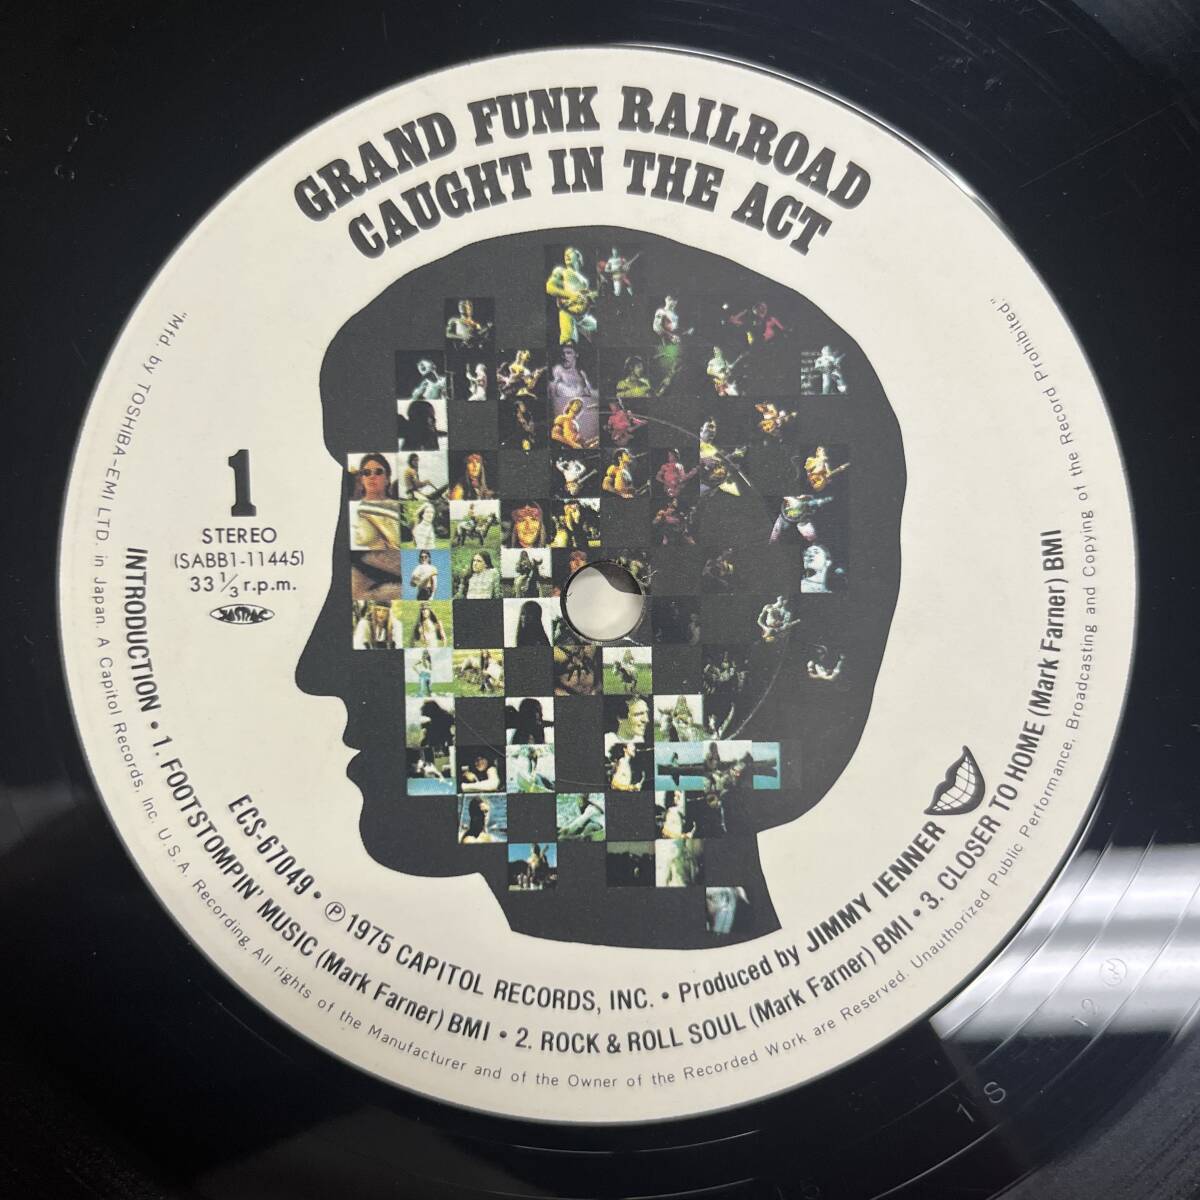 GRAND FUNK RAILROAD
CAUGHT IN THE ACT
1
STEREO
(SABB1-11445)
33 1/3 r.p.m.
JASRAC
ECS-67049 • ℗ 1975 CAPITOL RECORDS, INC. • Produced by JIMMY IENNER
INTRODUCTION • 1. FOOTSTOMPIN' MUSIC (Mark Farner) BMI • 2. ROCK & ROLL SOUL (Mark Farner) BMI • 3. CLOSER TO HOME (Mark Farner) BMI
"Mfd. by TOSHIBA-EMI LTD. in Japan. A Capitol Records, Inc. U.S.A. Recording. All rights of the Manufacturer and of the Owner of the Recorded Work are Reserved. Unauthorized Public Performance, Broadcasting and Copying of the Record Prohibited."
1S
12